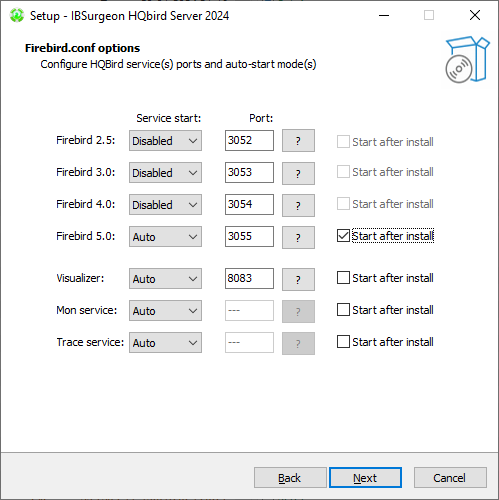 Setup - IBSurgeon HQbird Server 2024
Firebird.conf options
Configure HQBird service(s) ports and auto-start mode(s)
Service start: Port:
Firebird 2.5: Disabled 3052 ? Start after install
Firebird 3.0: Disabled 3053 ? Start after install
Firebird 4.0: Disabled 3054 ? Start after install
Firebird 5.0: Auto 3055 ? Start after install
Visualizer: Auto 8083 ? Start after install
Mon service: Auto --- ? Start after install
Trace service: Auto --- ? Start after install
Back Next Cancel